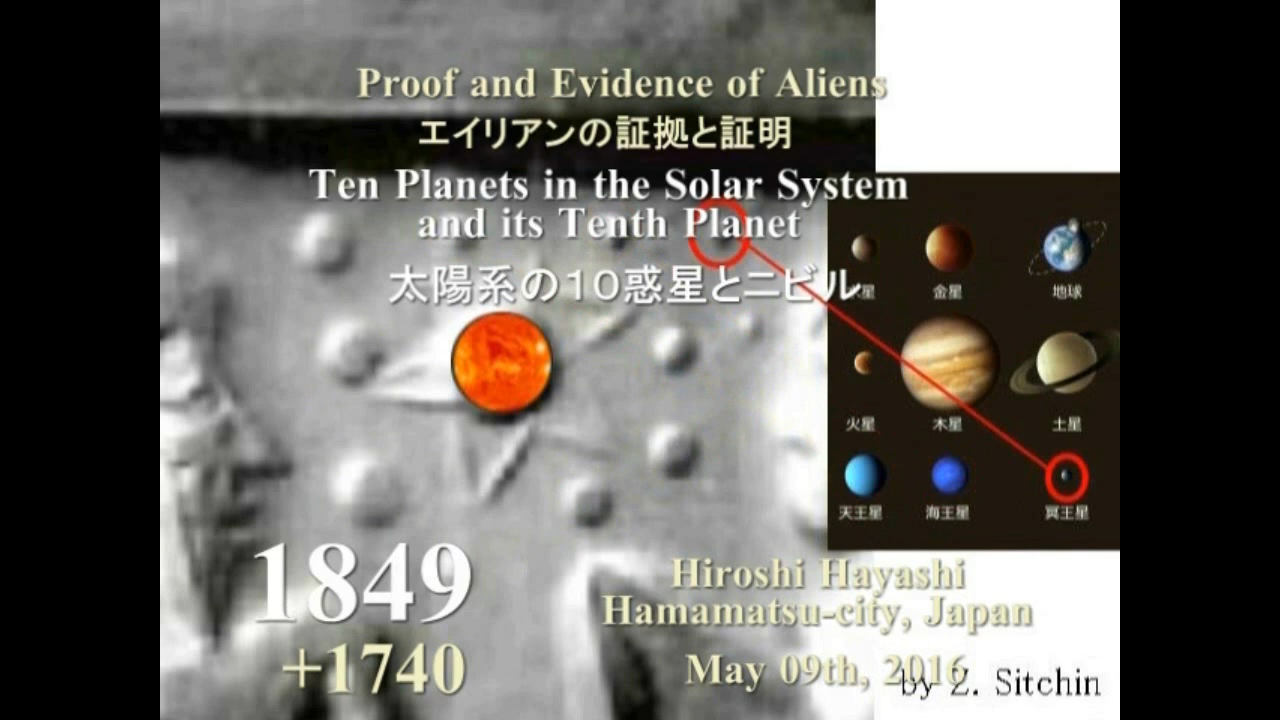 Proof and Evidence of Aliens
エイリアンの証拠と証明
Ten Planets in the Solar System
and its Tenth Planet
太陽系の10惑星とニビル
星 金星 地球
火星 木星 土星
天王星 海王星 冥王星
1849
+1740
Hiroshi Hayashi
Hamamatsu-city, Japan
May 09th, 2016
by Z. Sitchin